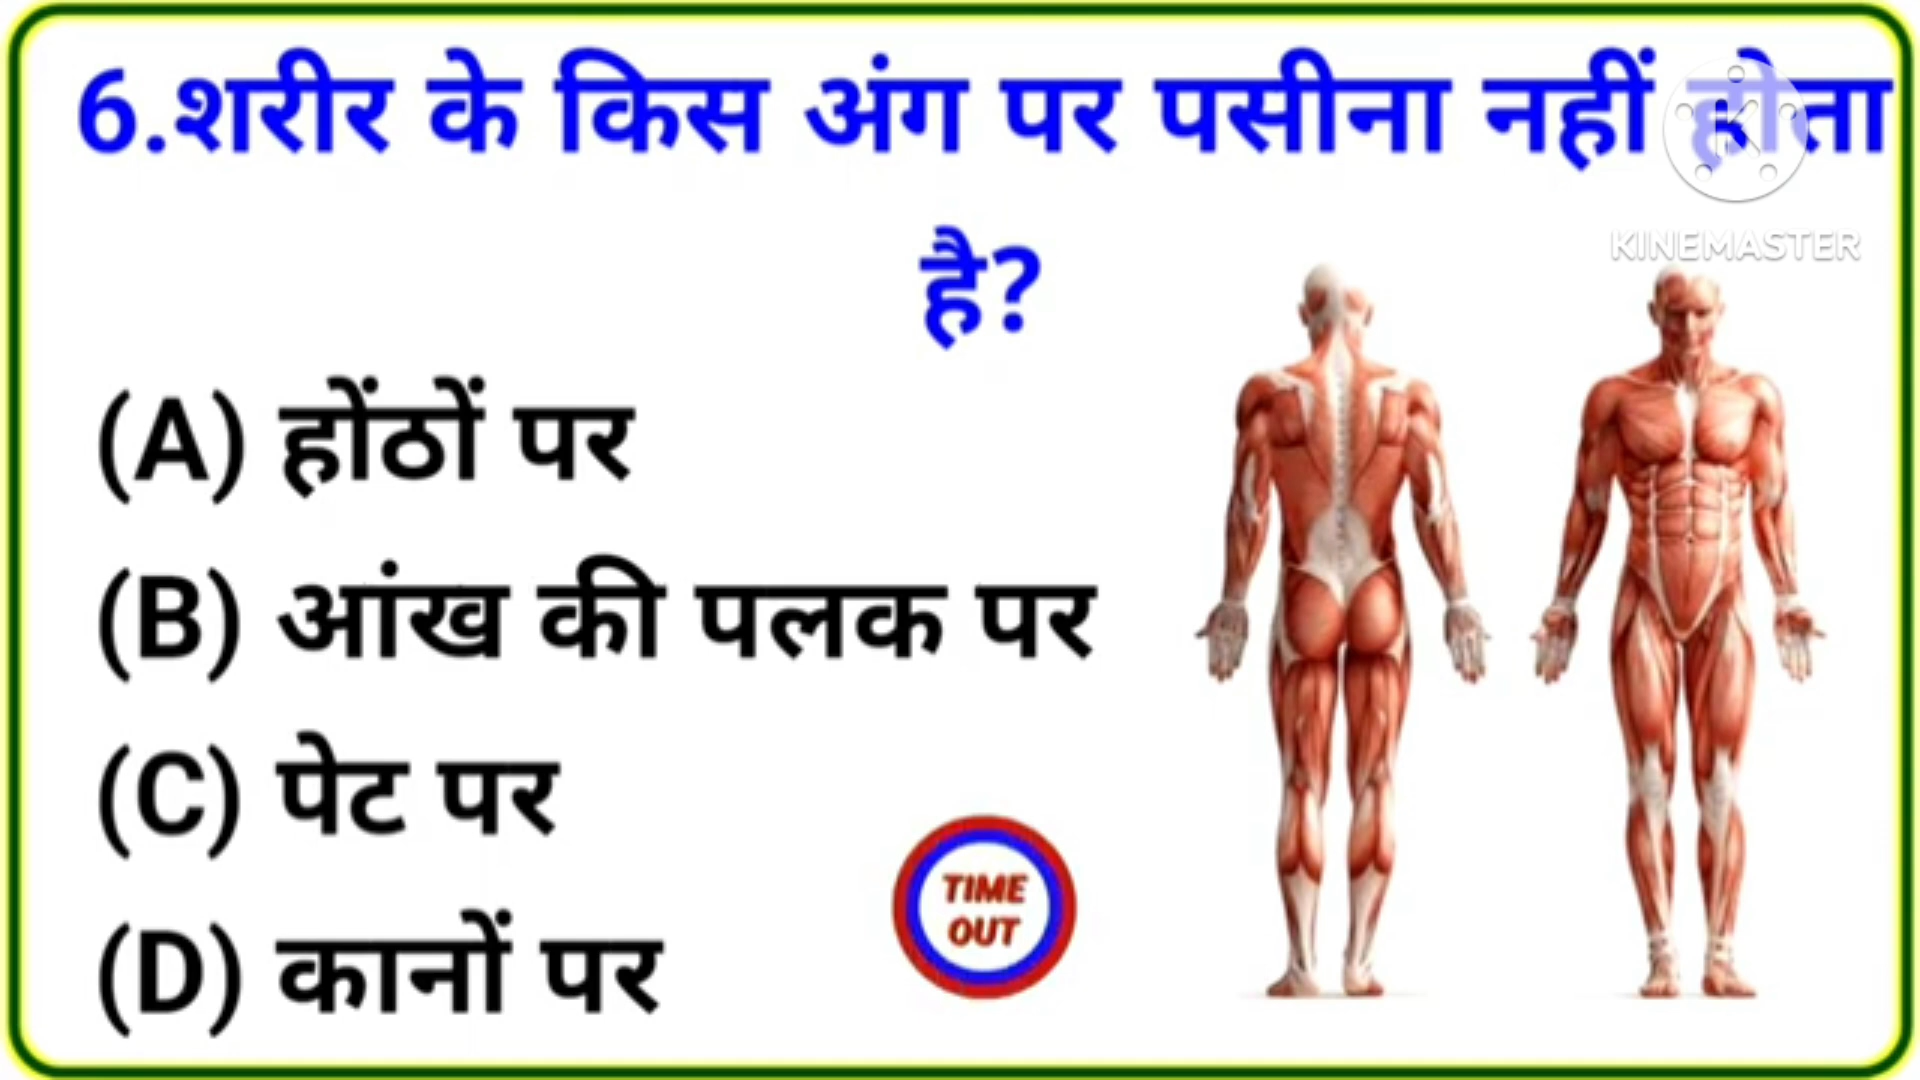 6.शरीर के किस अंग पर पसीना नहीं होता
है?
KINEMASTER
(A) होंठों पर
(B) आंख की पलक पर
(C) पेट पर
(D) कानों पर
TIME
OUT